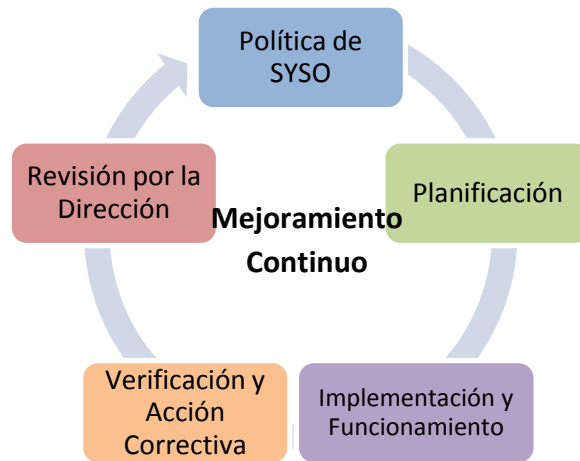 Política de
SYSO
Planificación
Implementación y
Funcionamiento
Verificación y
Acción
Correctiva
Revisión por la
Dirección
Mejoramiento
Continuo